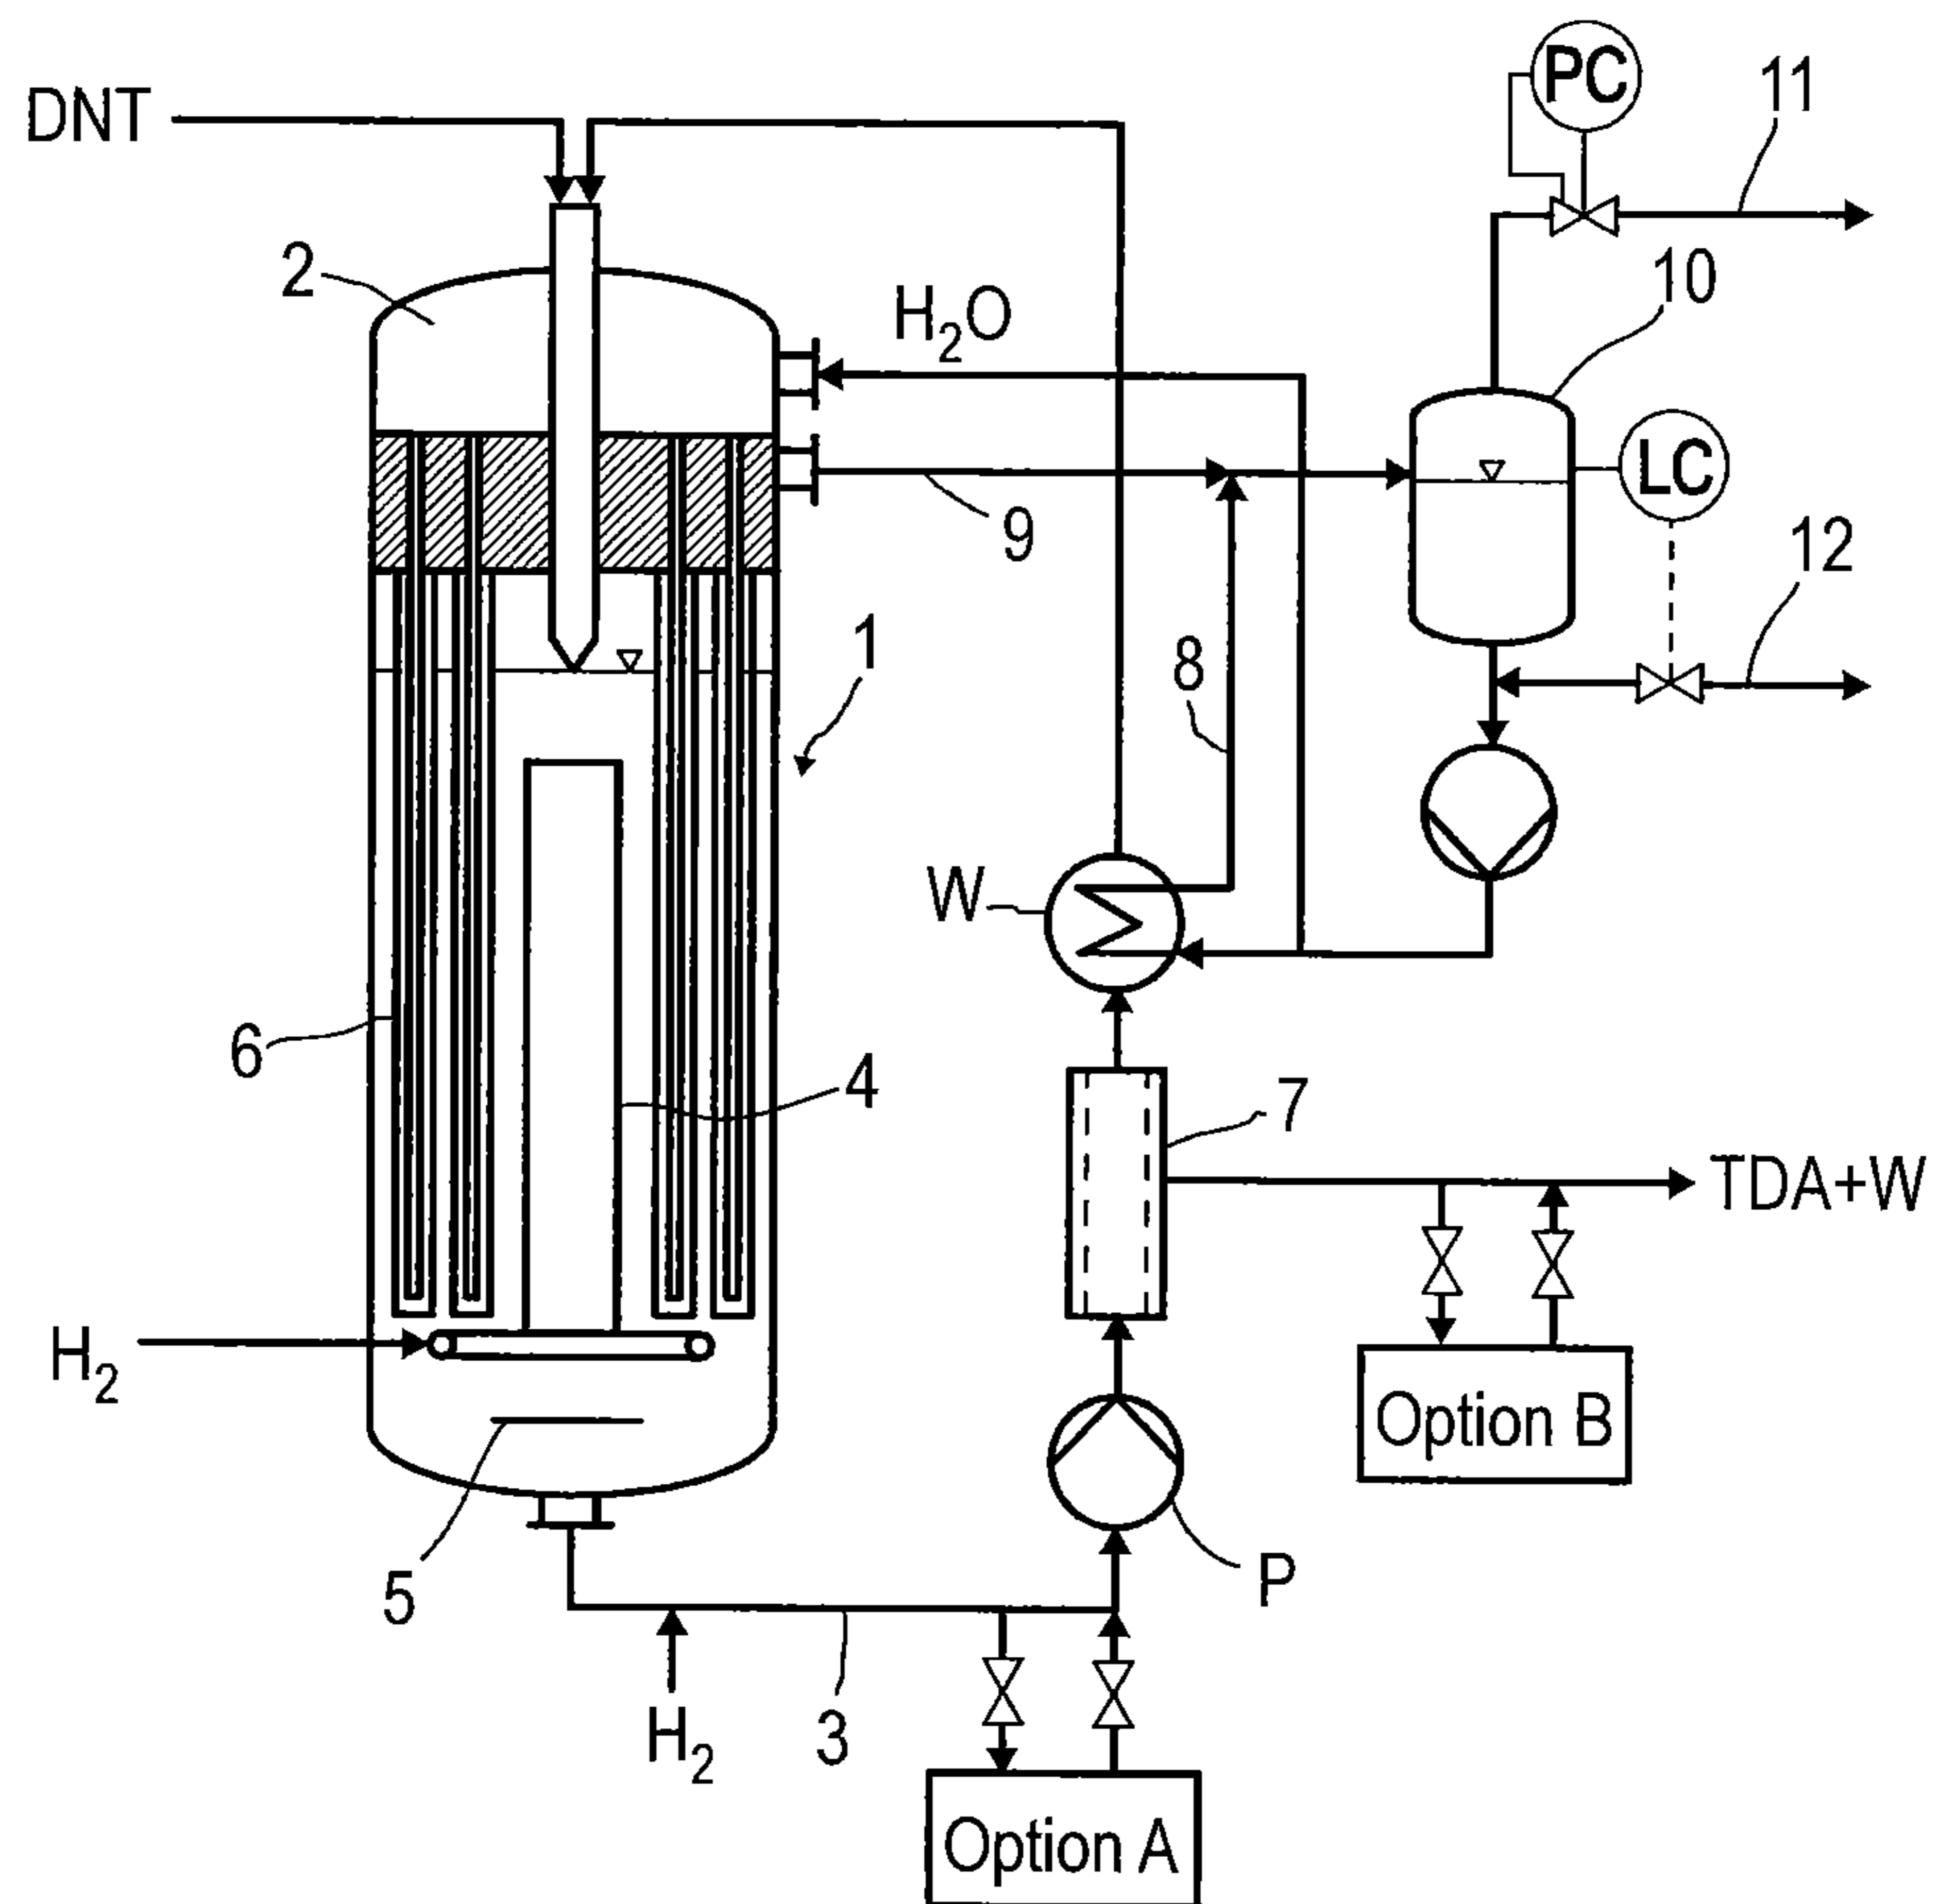 PC
11
DNT
2
10
H₂O
LC
9
12
1
8
W
6
4
7
TDA+W
H₂
Option B
5
P
H₂
3
Option A